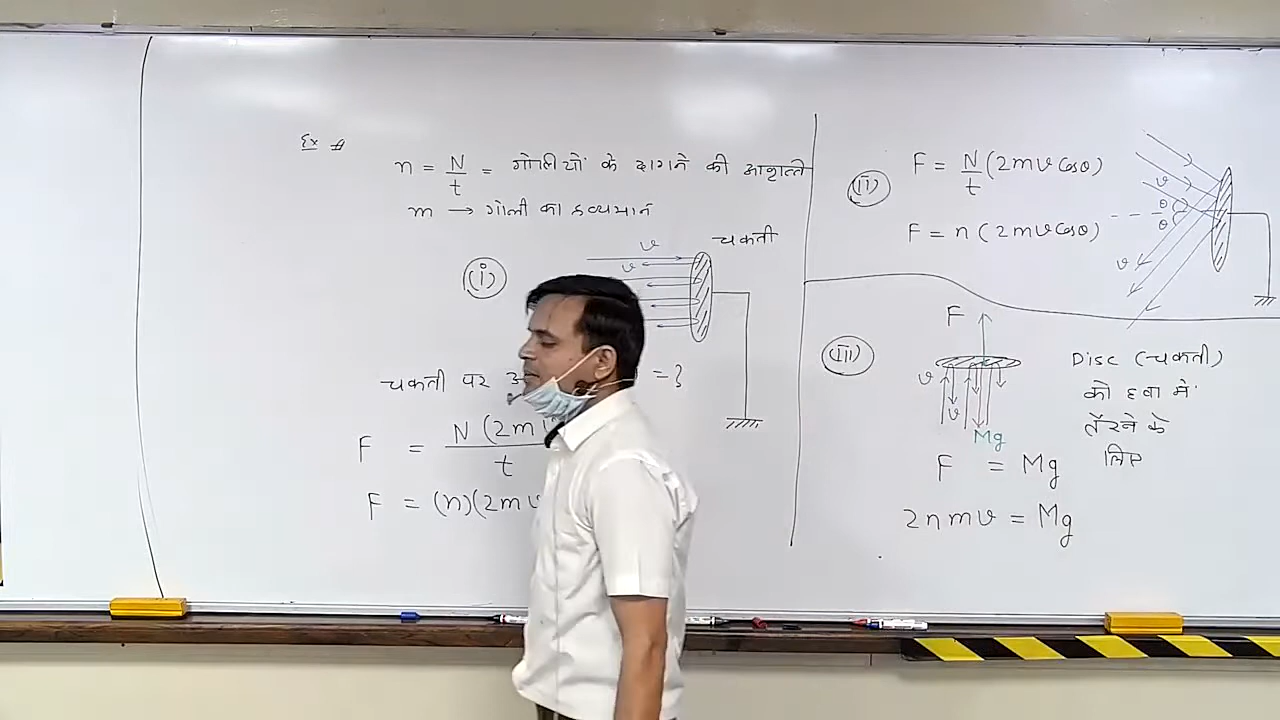 Ex #
n = N/t = गोलियों के दागने की आवृत्ति
m → गोली का द्रव्यमान
(i)
v
v
चकती
चकती पर = ?
F = N (2m / t
F = (n)(2mv
(ii)
F = N/t (2mv Cosθ)
F = n (2mv Cosθ)
v
θ
θ
v
(iii)
F
v
v
Mg
Disc (चकती)
को हवा में
तैरने के
लिए
F = Mg
2nmv = Mg